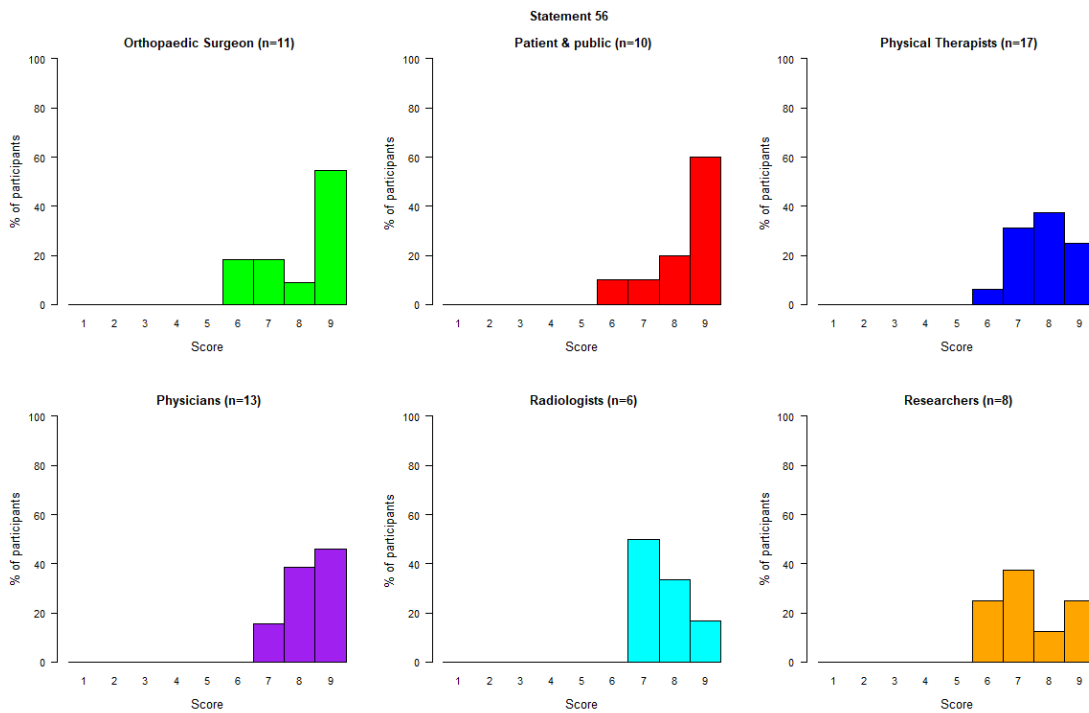 Statement 56
Orthopaedic Surgeon (n=11)
100
80
60
40
20
0
% of participants
1 2 3 4 5 6 7 8 9
Score
Patient & public (n=10)
100
80
60
40
20
0
% of participants
1 2 3 4 5 6 7 8 9
Score
Physical Therapists (n=17)
100
80
60
40
20
0
% of participants
1 2 3 4 5 6 7 8 9
Score
Physicians (n=13)
100
80
60
40
20
0
% of participants
1 2 3 4 5 6 7 8 9
Score
Radiologists (n=6)
100
80
60
40
20
0
% of participants
1 2 3 4 5 6 7 8 9
Score
Researchers (n=8)
100
80
60
40
20
0
% of participants
1 2 3 4 5 6 7 8 9
Score